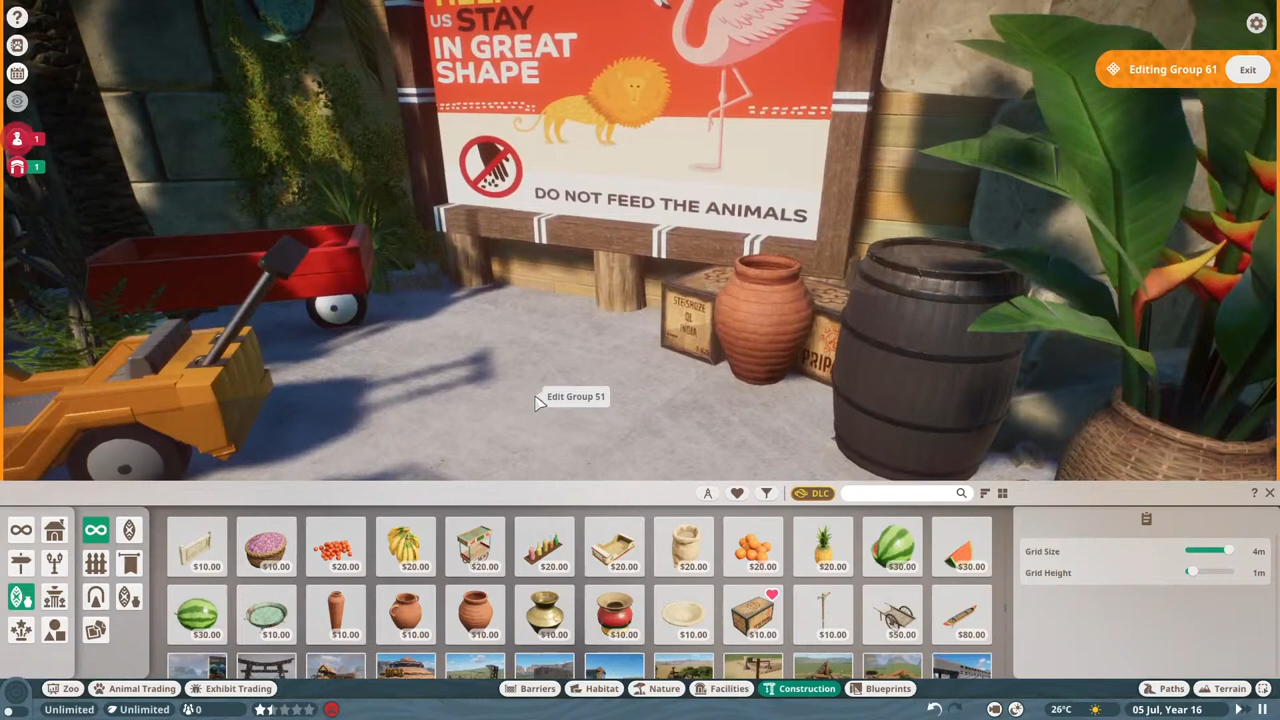 US STAY
IN GREAT
SHAPE
DO NOT FEED THE ANIMALS
INDIA
Editing Group 61
Exit
1
1
Edit Group 51
DLC
?
$10.00 $10.00 $20.00 $20.00 $20.00 $20.00 $20.00 $20.00 $20.00 $20.00 $30.00 $30.00
$30.00 $10.00 $10.00 $10.00 $10.00 $10.00 $10.00 $10.00 $10.00 $10.00 $50.00 $80.00
Grid Size 4m
Grid Height 1m
Zoo Animal Trading Exhibit Trading Barriers Habitat Nature Facilities Construction Blueprints Paths Terrain
Unlimited Unlimited 0 26°C 05 Jul, Year 16